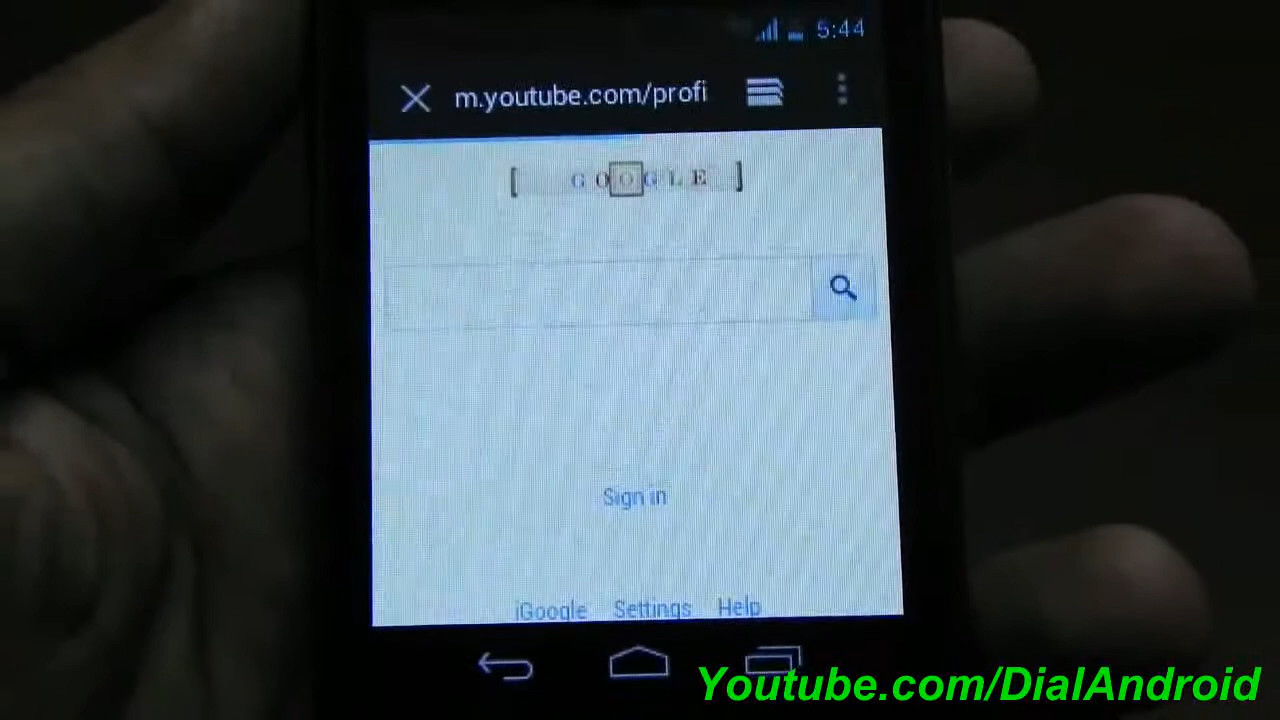 5:44
m.youtube.com/profi
[ GOOGLE ]
Sign in
iGoogle Settings Help
Youtube.com/DialAndroid